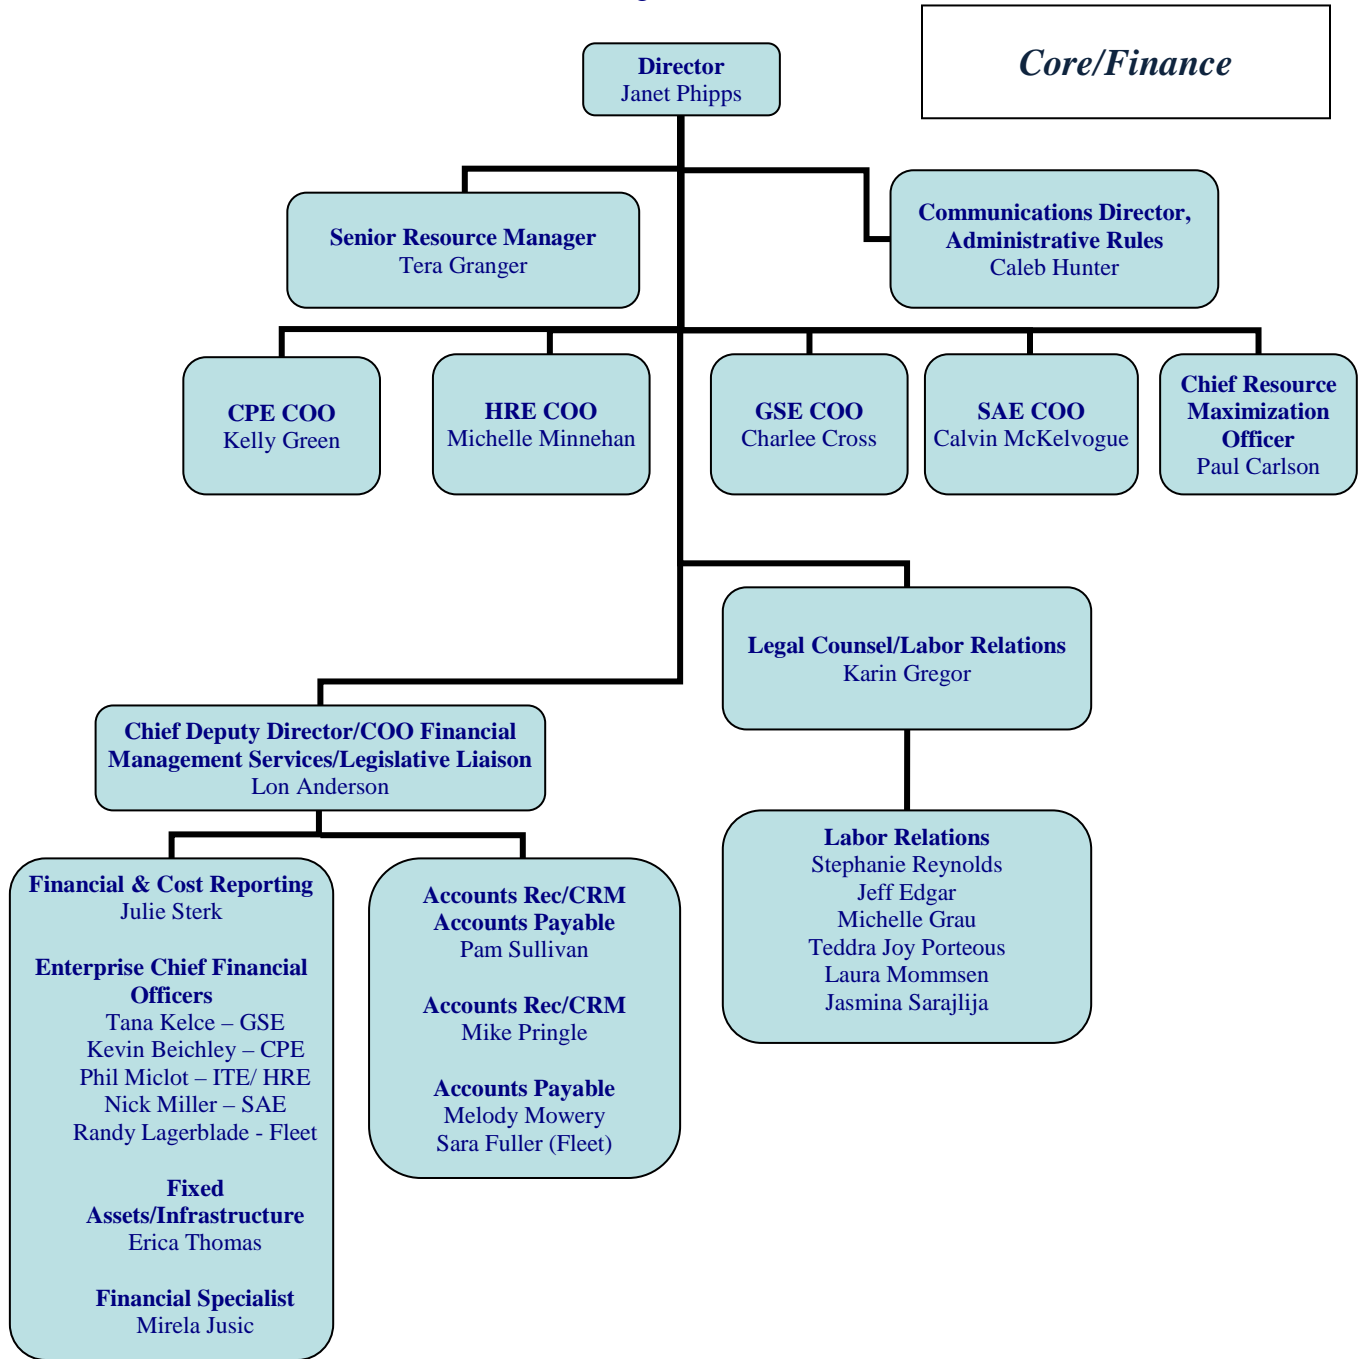 Core/Finance
Director
Janet Phipps
Senior Resource Manager
Tera Granger
Communications Director,
Administrative Rules
Caleb Hunter
CPE COO
Kelly Green
HRE COO
Michelle Minnehan
GSE COO
Charlee Cross
SAE COO
Calvin McKelvogue
Chief Resource
Maximization
Officer
Paul Carlson
Legal Counsel/Labor Relations
Karin Gregor
Chief Deputy Director/COO Financial
Management Services/Legislative Liaison
Lon Anderson
Labor Relations
Stephanie Reynolds
Jeff Edgar
Michelle Grau
Teddra Joy Porteous
Laura Mommsen
Jasmina Sarajlija
Financial & Cost Reporting
Julie Sterk
Enterprise Chief Financial
Officers
Tana Kelce – GSE
Kevin Beichley – CPE
Phil Miclot – ITE/ HRE
Nick Miller – SAE
Randy Lagerblade - Fleet
Fixed
Assets/Infrastructure
Erica Thomas
Financial Specialist
Mirela Jusic
Accounts Rec/CRM
Accounts Payable
Pam Sullivan
Accounts Rec/CRM
Mike Pringle
Accounts Payable
Melody Mowery
Sara Fuller (Fleet)